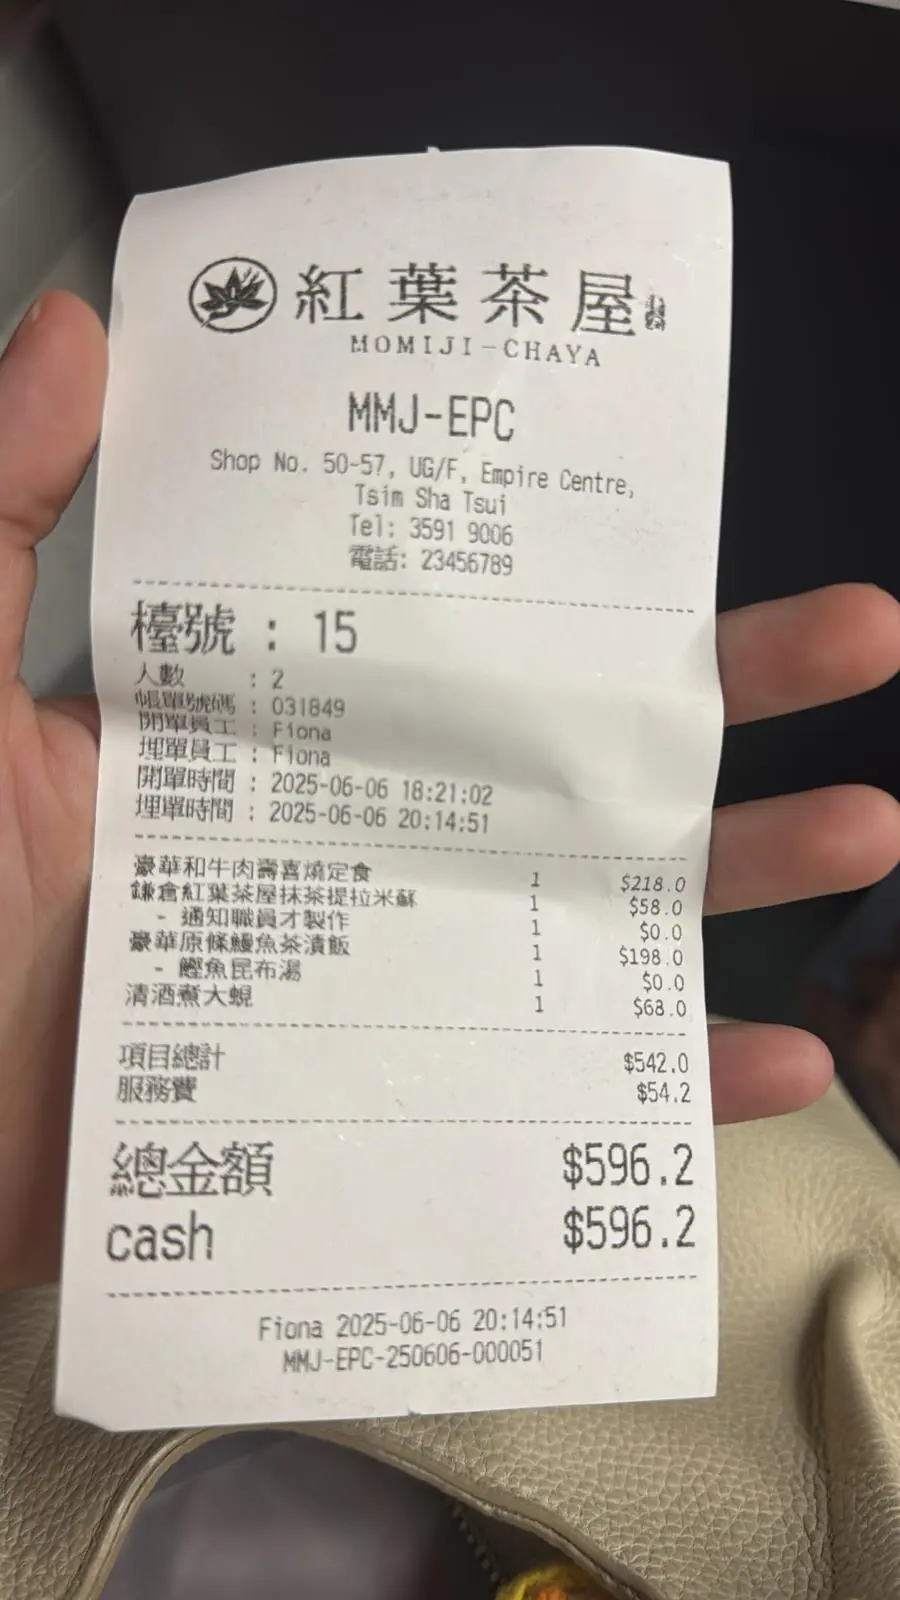 紅葉茶屋
MOMIJI-CHAYA
MMJ-EPC
Shop No. 50-57, UG/F, Empire Centre,
Tsim Sha Tsui
Tel: 3591 9006
電話: 23456789
檯號 : 15
人數 : 2
帳單號碼 : 031849
開單員工 : Fiona
埋單員工 : Fiona
開單時間 : 2025-06-06 18:21:02
埋單時間 : 2025-06-06 20:14:51
豪華和牛肉壽喜燒定食 1 $218.0
鎌倉紅葉茶屋抹茶提拉米蘇 1 $58.0
- 通知職員才製作 1 $0.0
豪華原條鰻魚茶漬飯 1 $198.0
- 鰹魚昆布湯 1 $0.0
清酒煮大蜆 1 $68.0
項目總計 $542.0
服務費 $54.2
總金額 $596.2
cash $596.2
Fiona 2025-06-06 20:14:51
MMJ-EPC-250606-000051